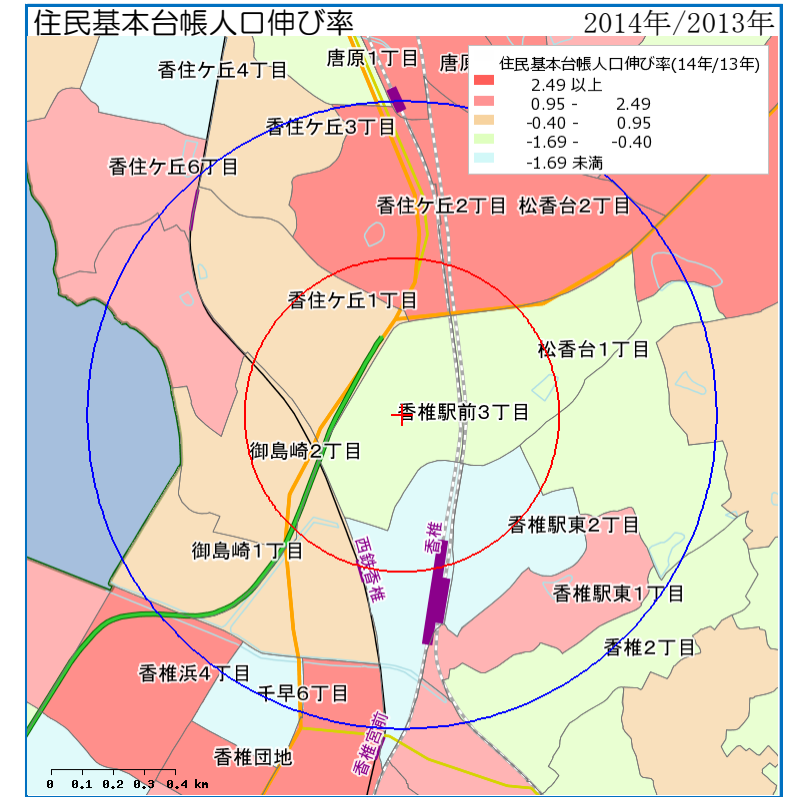 住民基本台帳人口伸び率
2014年/2013年
住民基本台帳人口伸び率(14年/13年)
2.49 以上
0.95 - 2.49
-0.40 - 0.95
-1.69 - -0.40
-1.69 未満
唐原1丁目
唐原
香住ケ丘4丁目
香住ケ丘3丁目
香住ケ丘6丁目
香住ケ丘2丁目
松香台2丁目
香住ケ丘1丁目
松香台1丁目
香椎駅前3丁目
御島崎2丁目
香椎駅東2丁目
香椎
御島崎1丁目
西鉄香椎
香椎駅東1丁目
香椎2丁目
香椎浜4丁目
千早6丁目
香椎宮前
香椎団地
0 0.1 0.2 0.3 0.4 km